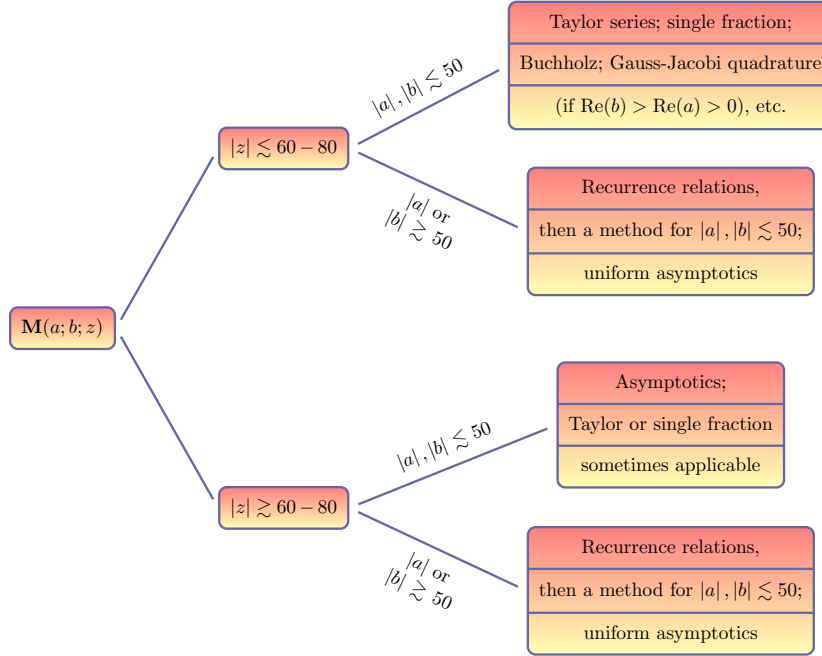 Taylor series; single fraction;
Buchholz; Gauss-Jacobi quadrature
(if Re(b) > Re(a) > 0), etc.
|a| , |b| ≲ 50
|z| ≲ 60 − 80
|a| or
|b| ≳ 50
Recurrence relations,
then a method for |a| , |b| ≲ 50;
uniform asymptotics
M(a; b; z)
Asymptotics;
Taylor or single fraction
sometimes applicable
|a| , |b| ≲ 50
|z| ≳ 60 − 80
|a| or
|b| ≳ 50
Recurrence relations,
then a method for |a| , |b| ≲ 50;
uniform asymptotics